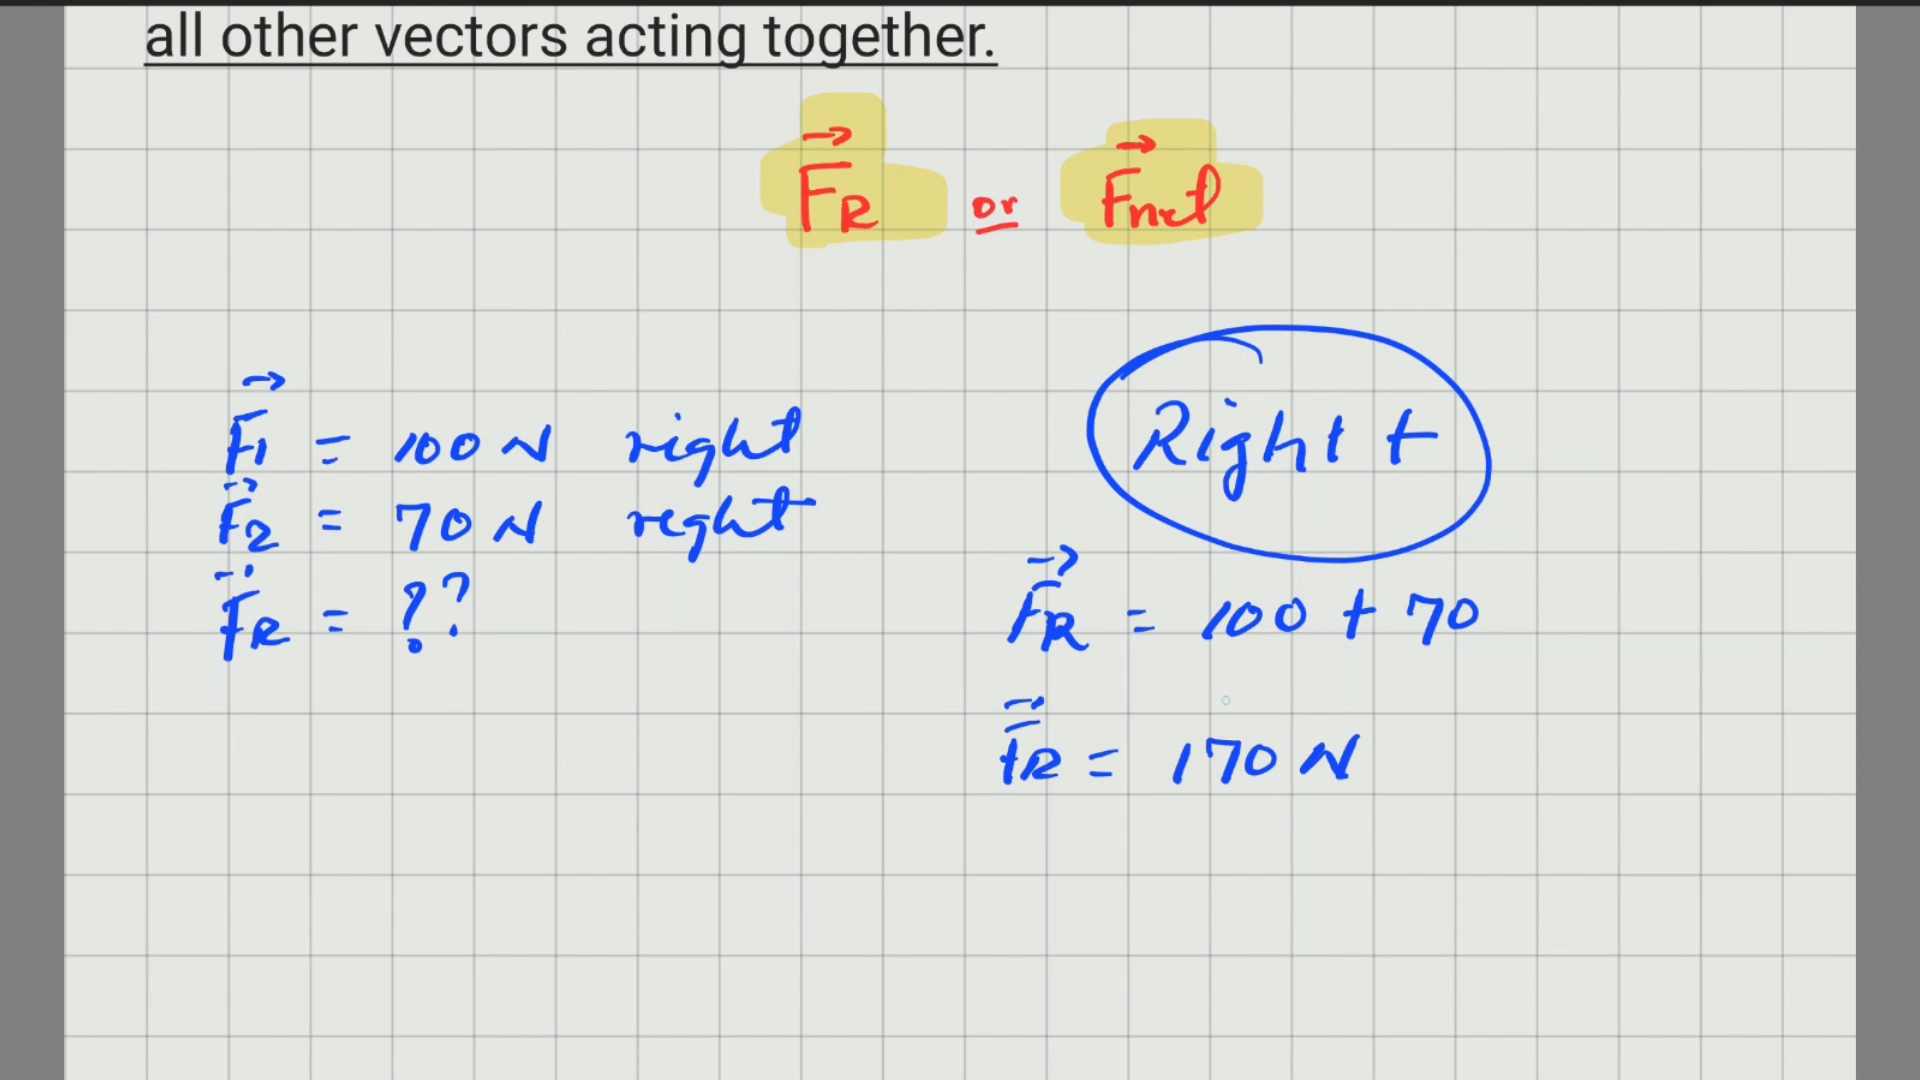 all other vectors acting together.
F⃗R or F⃗net
Right +
F⃗1 = 100 N right
F⃗2 = 70 N right
F⃗R = ??
F⃗R = 100 + 70
F⃗R = 170 N